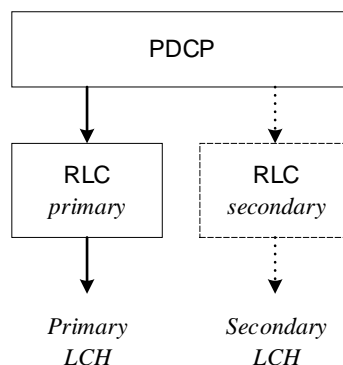 PDCP
RLC
primary
RLC
secondary
Primary
LCH
Secondary
LCH